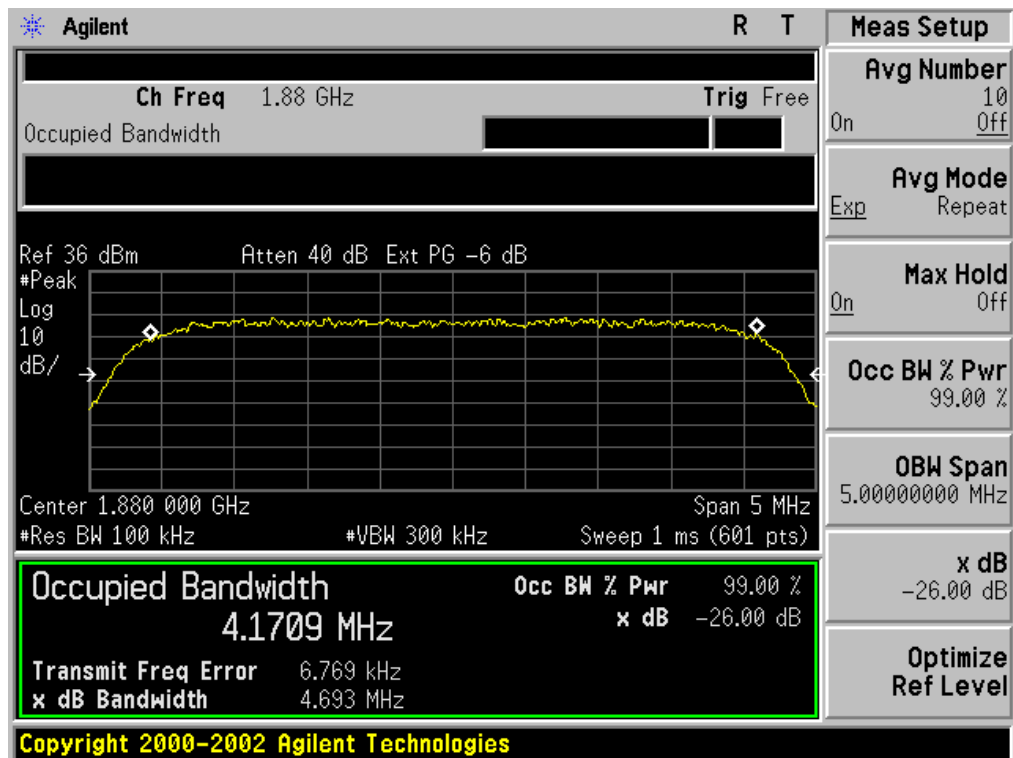 Agilent R T
Meas Setup
Ch Freq 1.88 GHz Trig Free
Occupied Bandwidth
Ref 36 dBm Atten 40 dB Ext PG -6 dB
#Peak
Log
10
dB/
Center 1.880 000 GHz Span 5 MHz
#Res BW 100 kHz #VBW 300 kHz Sweep 1 ms (601 pts)
Occupied Bandwidth
4.1709 MHz
Occ BW % Pwr 99.00 %
x dB -26.00 dB
Transmit Freq Error 6.769 kHz
x dB Bandwidth 4.693 MHz
Avg Number
10
On Off
Avg Mode
Exp Repeat
Max Hold
On Off
Occ BW % Pwr
99.00 %
OBW Span
5.00000000 MHz
x dB
-26.00 dB
Optimize
Ref Level
Copyright 2000-2002 Agilent Technologies